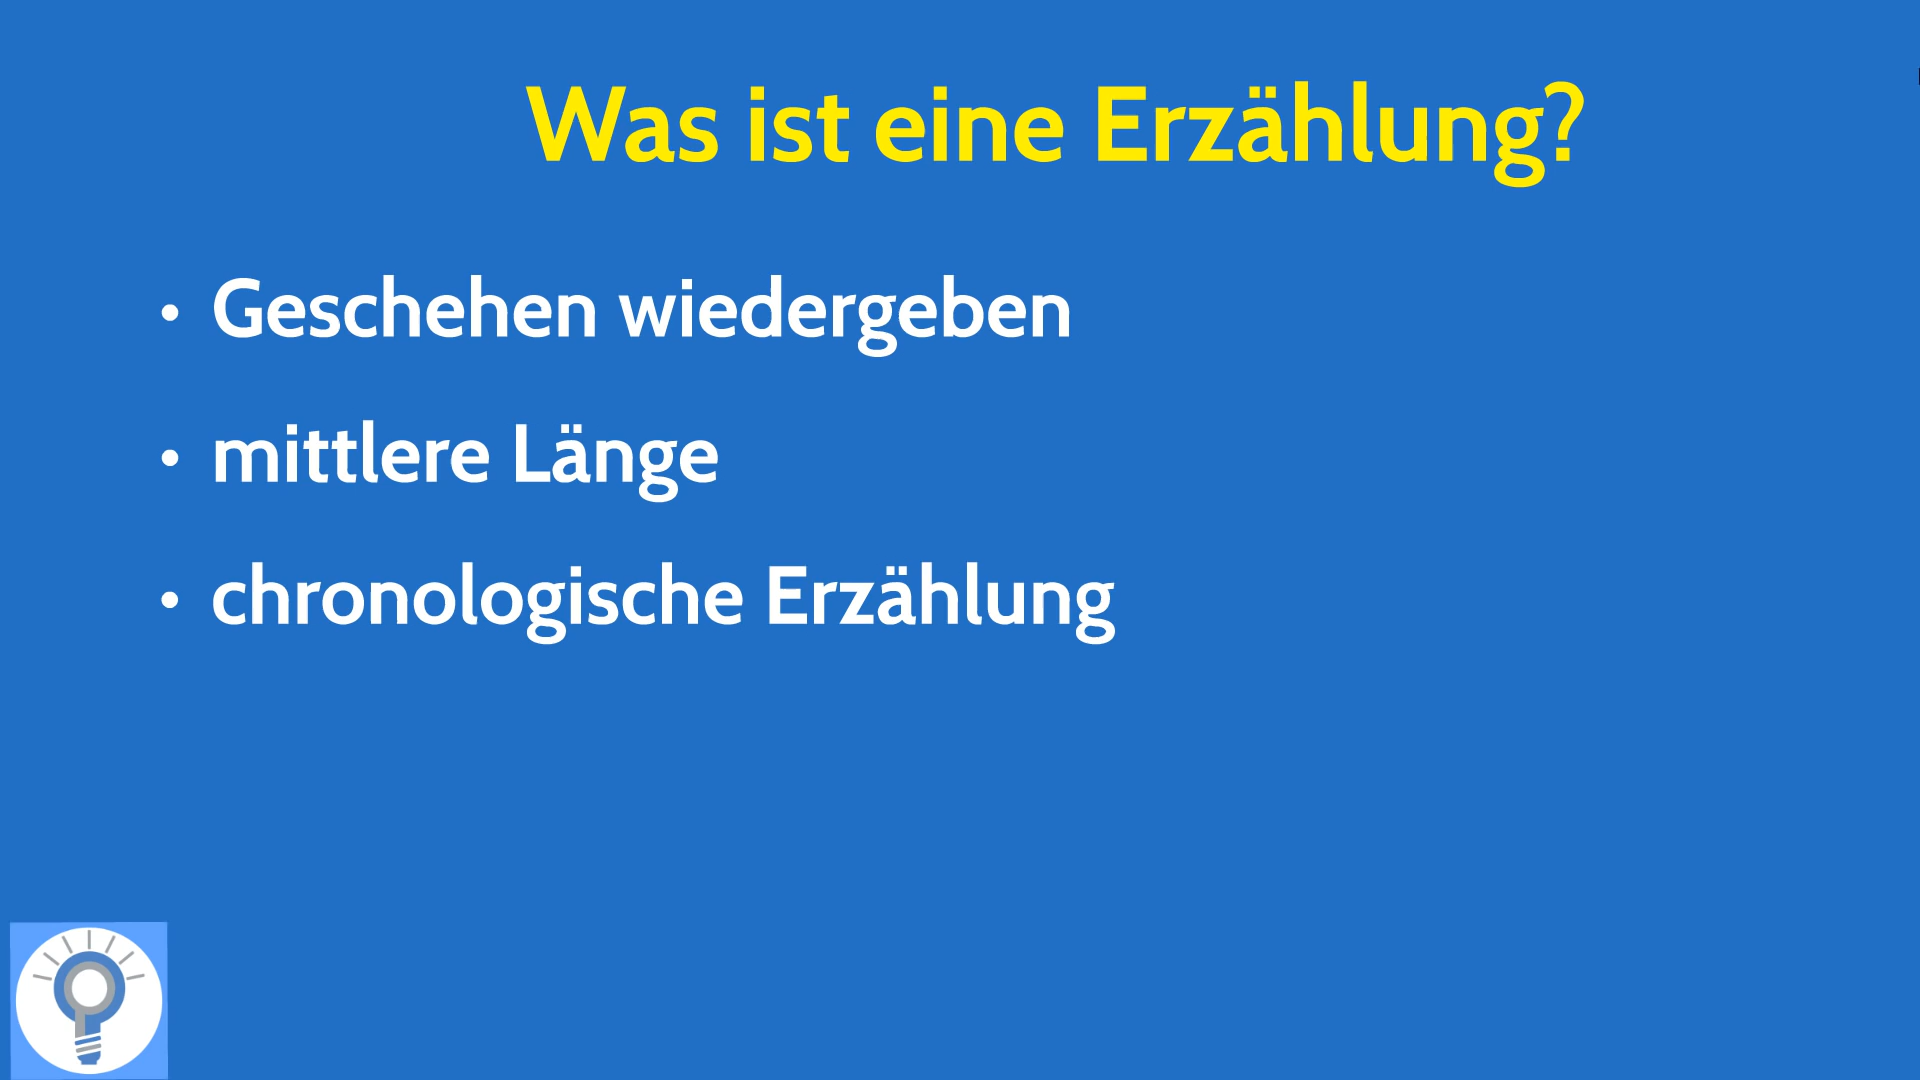 Was ist eine Erzählung?
• Geschehen wiedergeben
• mittlere Länge
• chronologische Erzählung